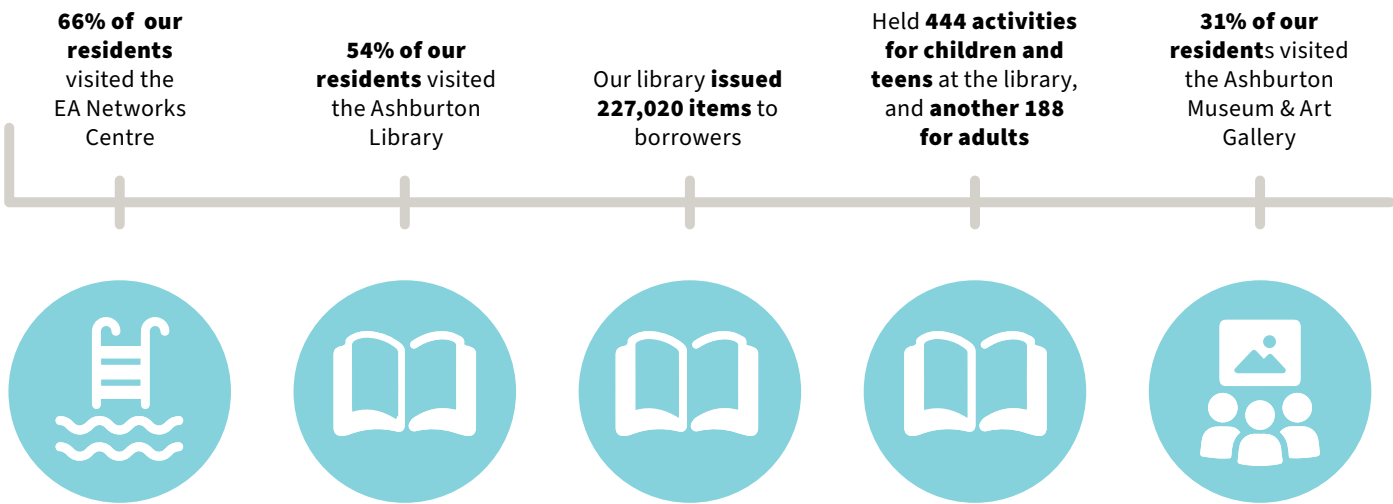 66% of our
residents
visited the
EA Networks
Centre
54% of our
residents visited
the Ashburton
Library
Our library issued
227,020 items to
borrowers
Held 444 activities
for children and
teens at the library,
and another 188
for adults
31% of our
residents visited
the Ashburton
Museum & Art
Gallery